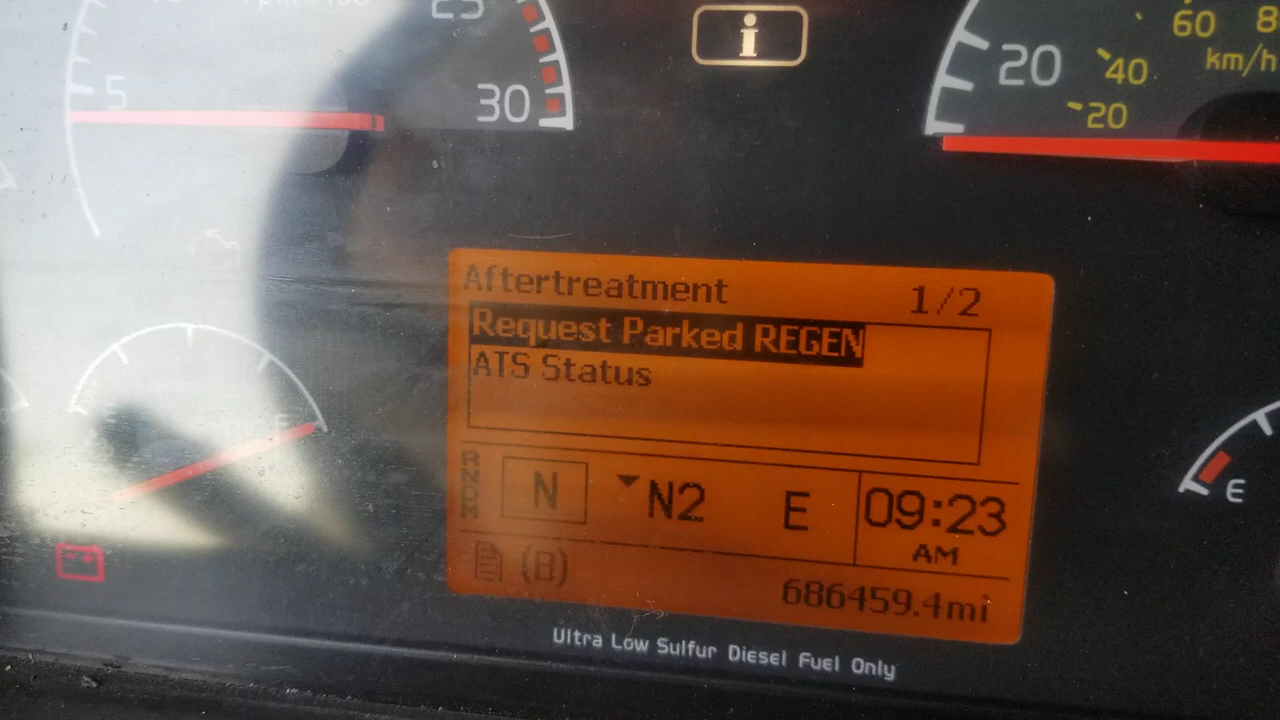 25
30
5
i
20
60
8
km/h
40
20
Aftertreatment 1/2
Request Parked REGEN
ATS Status
RNDM
N
N2
E
09:23
AM
(B)
686459.4mi
F
E
Ultra Low Sulfur Diesel Fuel Only